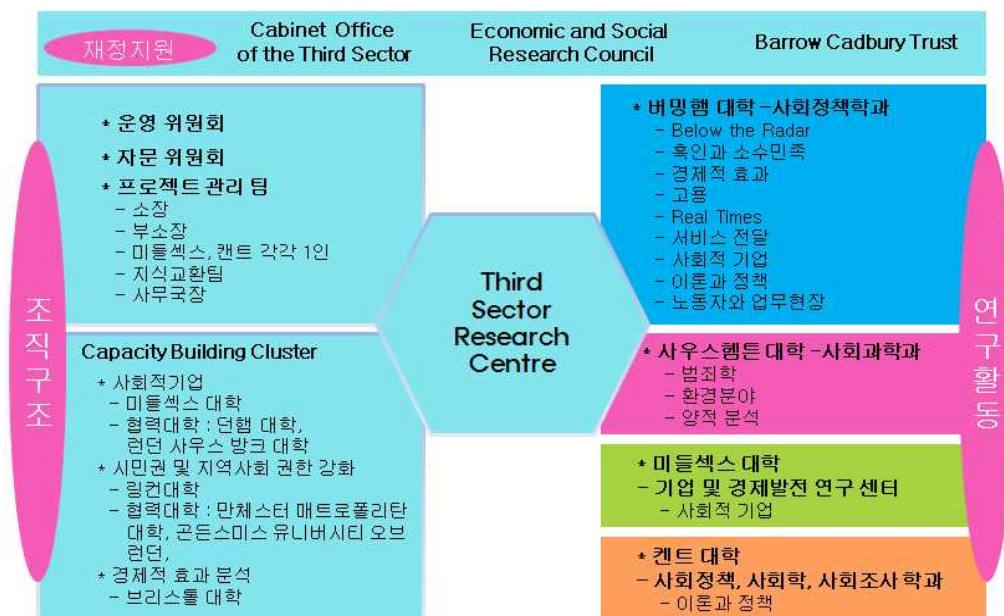 재정지원
Cabinet Office
of the Third Sector
Economic and Social
Research Council
Barrow Cadbury Trust
조직구조
* 운영 위원회
* 자문 위원회
* 프로젝트 관리 팀
- 소장
- 부소장
- 미들섹스, 캔트 각각 1인
- 지식교환팀
- 사무국장
Capacity Building Cluster
* 사회적기업
- 미들섹스 대학
- 협력대학 : 던햄 대학,
런던 사우스 방크 대학
* 시민권 및 지역사회 권한 강화
- 링컨대학
- 협력대학 : 만체스터 매트로폴리탄
대학, 곤든스미스 유니버시티 오브
런던,
* 경제적 효과 분석
- 브리스톨 대학
Third
Sector
Research
Centre
* 버밍햄 대학 -사회정책학과
- Below the Radar
- 흑인과 소수민족
- 경제적 효과
- 고용
- Real Times
- 서비스 전달
- 사회적 기업
- 이론과 정책
- 노동자와 업무현장
* 사우스햄튼 대학 -사회과학과
- 범죄학
- 환경분야
- 양적 분석
* 미들섹스 대학
- 기업 및 경제발전 연구 센터
- 사회적 기업
* 켄트 대학
- 사회정책, 사회학, 사회조사 학과
- 이론과 정책
연구활동